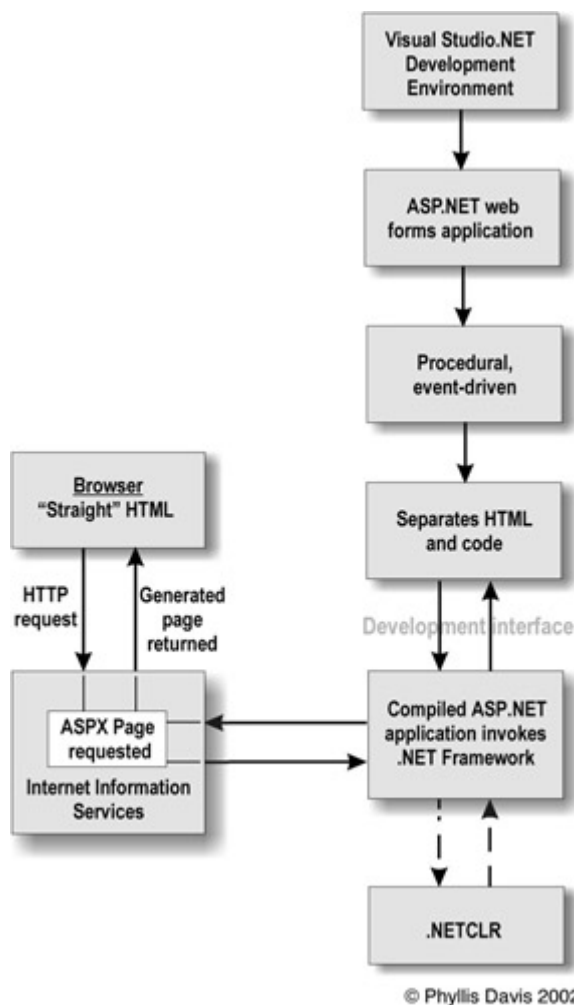 Visual Studio.NET
Development
Environment
ASP.NET web
forms application
Procedural,
event-driven
Browser
“Straight” HTML
Separates HTML
and code
HTTP
request
Generated
page
returned
Development interface
ASPX Page
requested
Internet Information
Services
Compiled ASP.NET
application invokes
.NET Framework
.NETCLR
© Phyllis Davis 2002